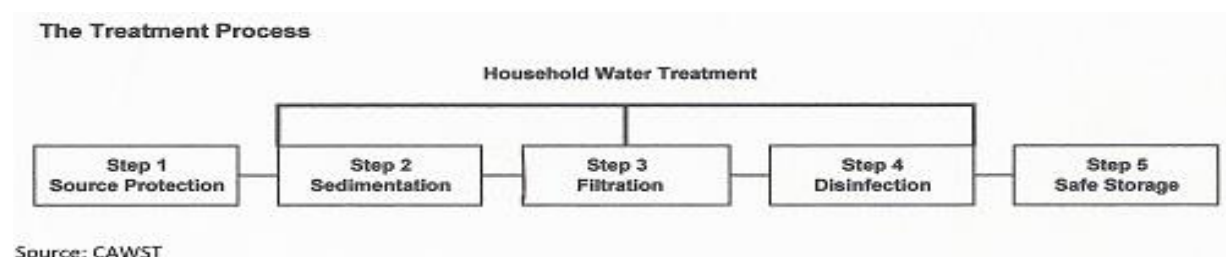 The Treatment Process
Household Water Treatment
Step 1
Source Protection
Step 2
Sedimentation
Step 3
Filtration
Step 4
Disinfection
Step 5
Safe Storage
Source: CAWST